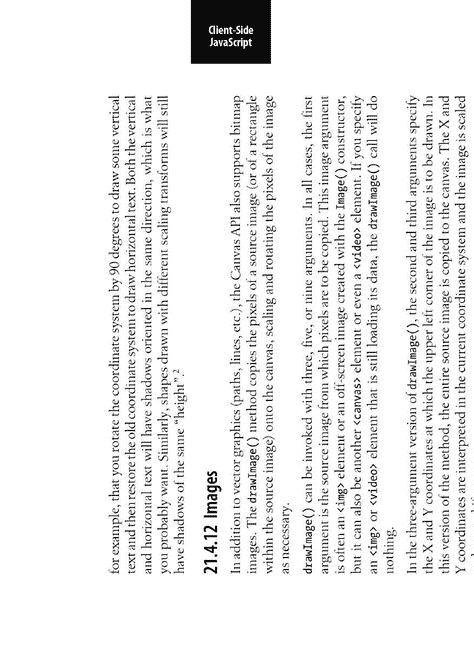 Client-Side
JavaScript
for example, that you rotate the coordinate system by 90 degrees to draw some vertical
text and then restore the old coordinate system to draw horizontal text. Both the vertical
and horizontal text will have shadows oriented in the same direction, which is what
you probably want. Similarly, shapes drawn with different scaling transforms will still
have shadows of the same “height”.2
21.4.12 Images
In addition to vector graphics (paths, lines, etc.), the Canvas API also supports bitmap
images. The drawImage() method copies the pixels of a source image (or of a rectangle
within the source image) onto the canvas, scaling and rotating the pixels of the image
as necessary.
drawImage() can be invoked with three, five, or nine arguments. In all cases, the first
argument is the source image from which pixels are to be copied. This image argument
is often an <img> element or an off-screen image created with the Image() constructor,
but it can also be another <canvas> element or even a <video> element. If you specify
an <img> or <video> element that is still loading its data, the drawImage() call will do
nothing.
In the three-argument version of drawImage(), the second and third arguments specify
the X and Y coordinates at which the upper left corner of the image is to be drawn. In
this version of the method, the entire source image is copied to the canvas. The X and
Y coordinates are interpreted in the current coordinate system and the image is scaled